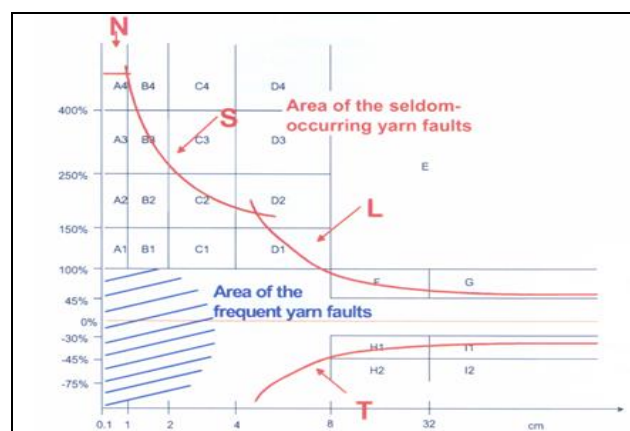 N
A4 B4 C4 D4
400%
S
Area of the seldom-
occurring yarn faults
A3 B3 C3 D3
E
250%
A2 B2 C2 D2
L
150%
A1 B1 C1 D1
100%
F G
Area of the
frequent yarn faults
45%
0%
-30%
H1 I1
-45%
H2 I2
-75%
T
0.1 1 2 4 8 32 cm